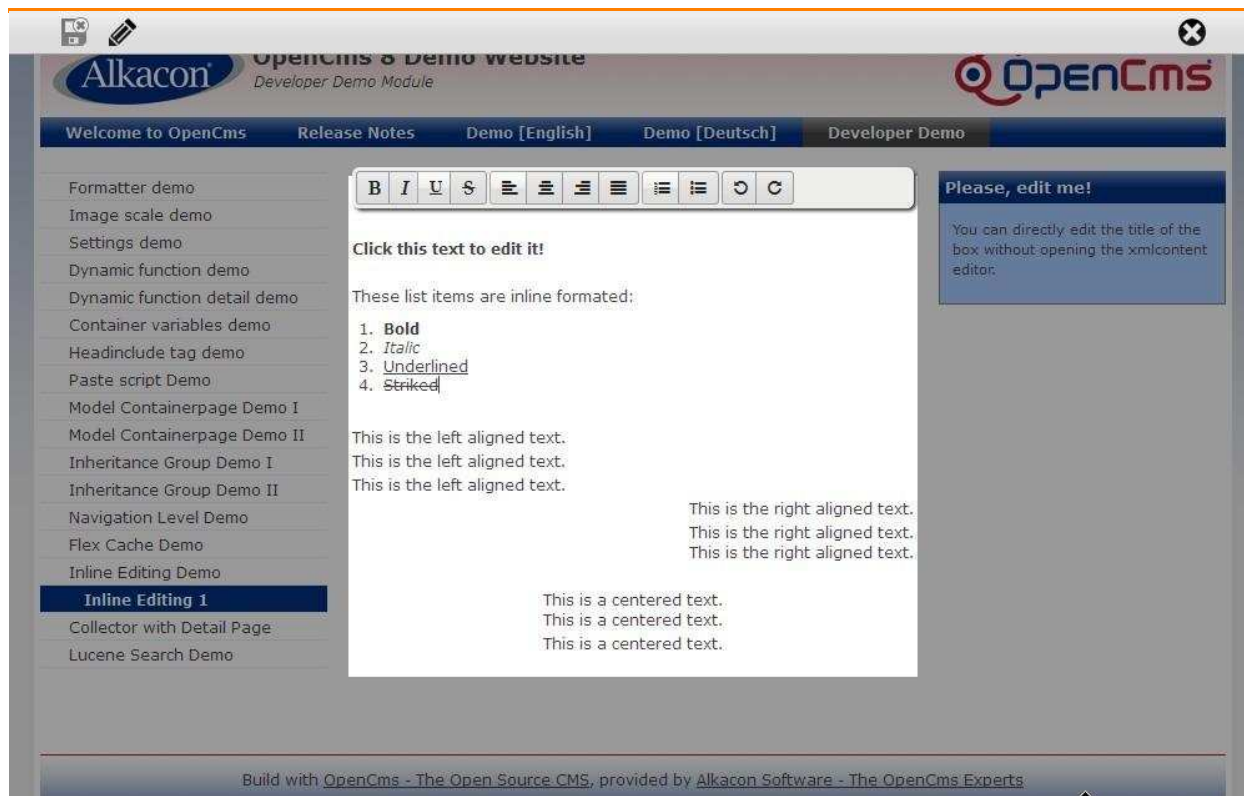 OpenCms 8 Demo Website
Alkacon
Developer Demo Module
OpenCms
Welcome to OpenCms
Release Notes
Demo [English]
Demo [Deutsch]
Developer Demo
Formatter demo
Image scale demo
Settings demo
Dynamic function demo
Dynamic function detail demo
Container variables demo
Headinclude tag demo
Paste script Demo
Model Containerpage Demo I
Model Containerpage Demo II
Inheritance Group Demo I
Inheritance Group Demo II
Navigation Level Demo
Flex Cache Demo
Inline Editing Demo
Inline Editing 1
Collector with Detail Page
Lucene Search Demo
B I U S
Click this text to edit it!
These list items are inline formated:
1. Bold
2. Italic
3. Underlined
4. Striked
This is the left aligned text.
This is the left aligned text.
This is the left aligned text.
This is the right aligned text.
This is the right aligned text.
This is the right aligned text.
This is a centered text.
This is a centered text.
This is a centered text.
Please, edit me!
You can directly edit the title of the
box without opening the xmlcontent
editor.
Build with OpenCms - The Open Source CMS, provided by Alkacon Software - The OpenCms Experts